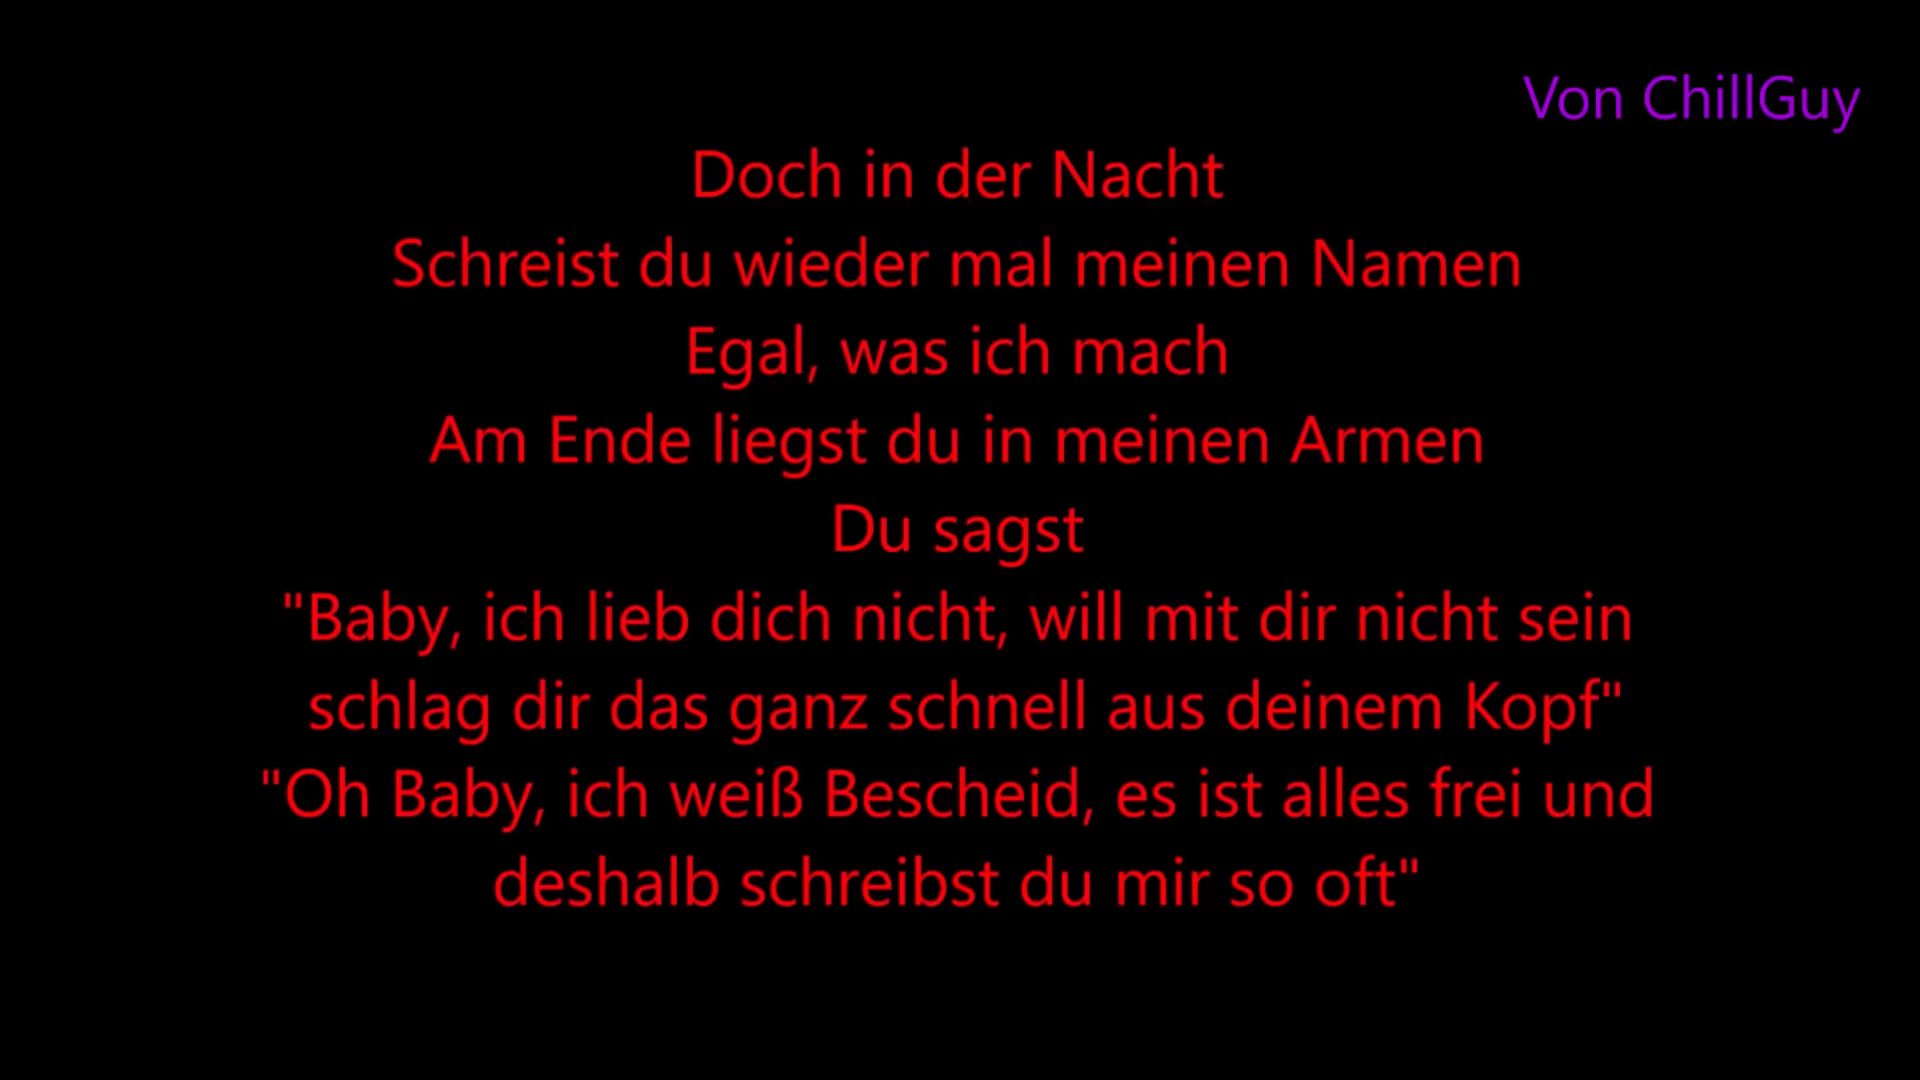 Von ChillGuy
Doch in der Nacht
Schreist du wieder mal meinen Namen
Egal, was ich mach
Am Ende liegst du in meinen Armen
Du sagst
"Baby, ich lieb dich nicht, will mit dir nicht sein
schlag dir das ganz schnell aus deinem Kopf"
"Oh Baby, ich weiß Bescheid, es ist alles frei und
deshalb schreibst du mir so oft"